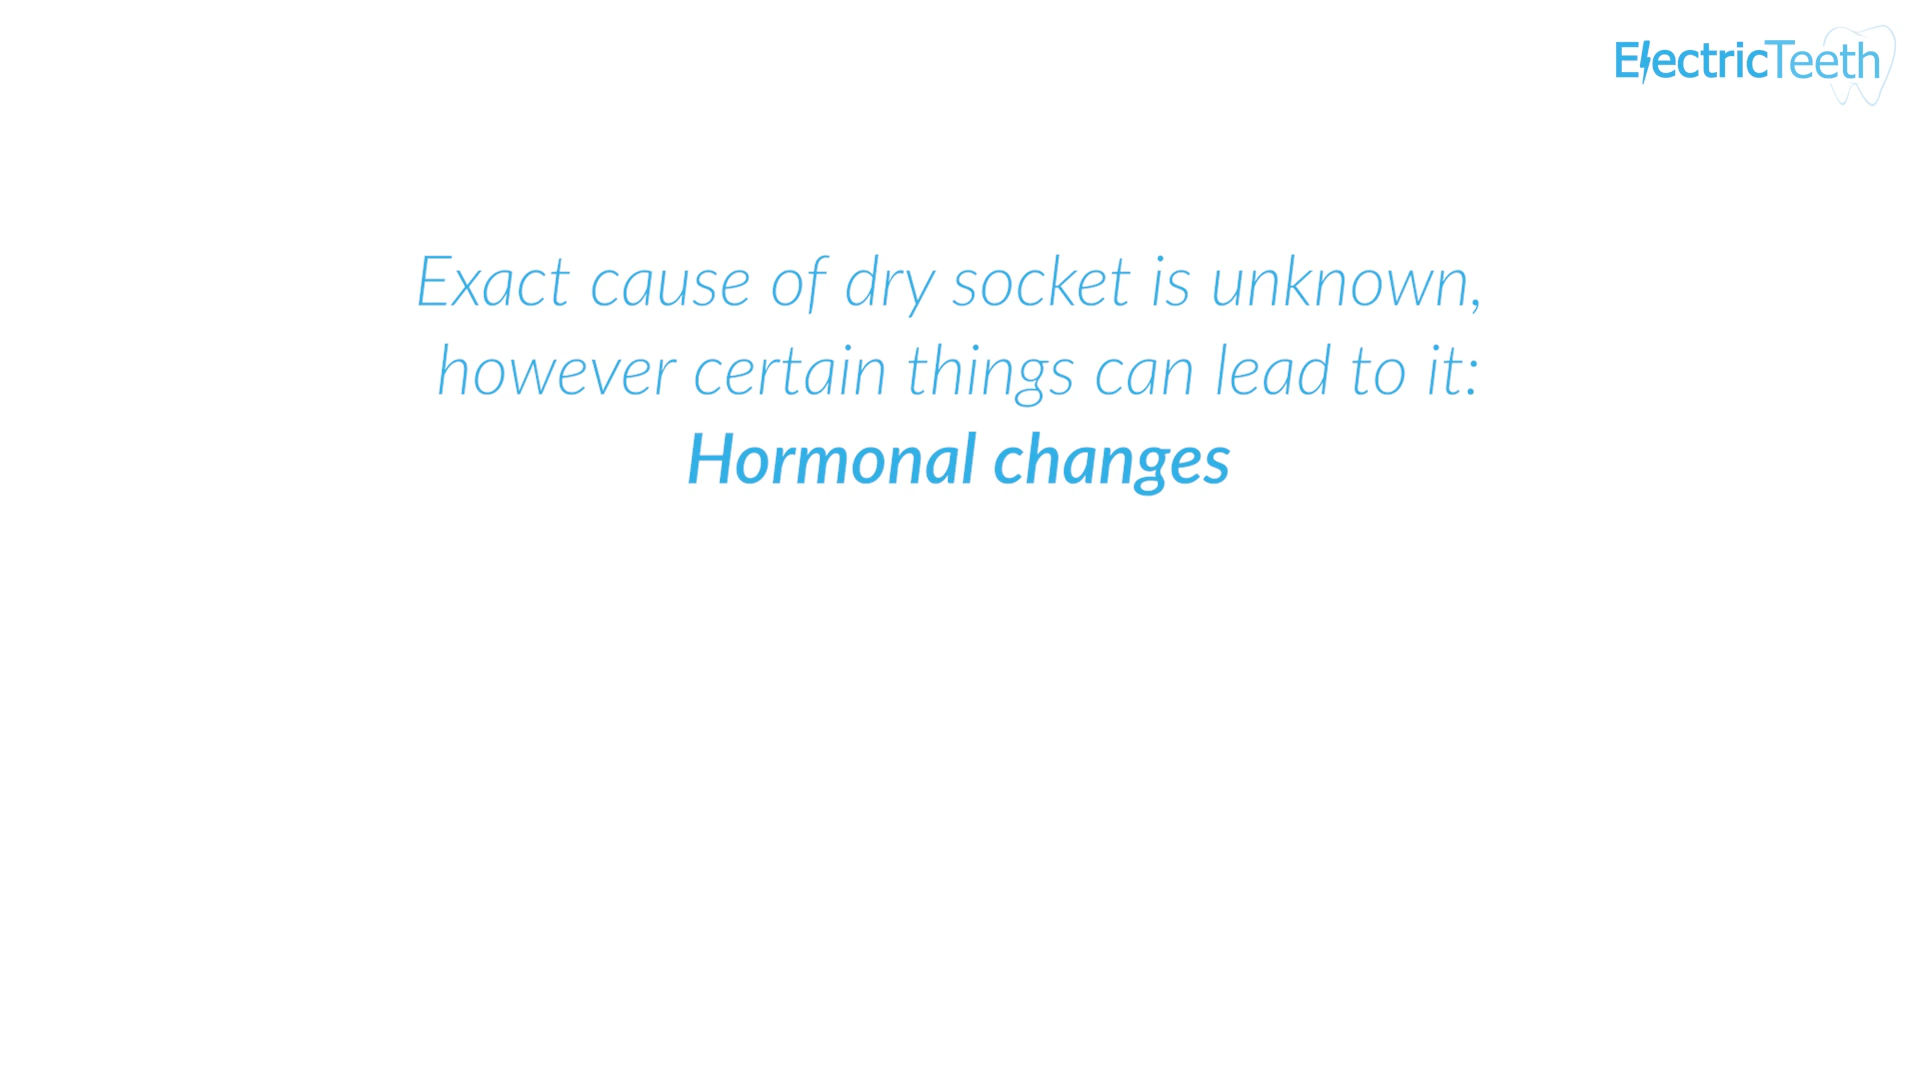 ElectricTeeth
Exact cause of dry socket is unknown,
however certain things can lead to it:
Hormonal changes